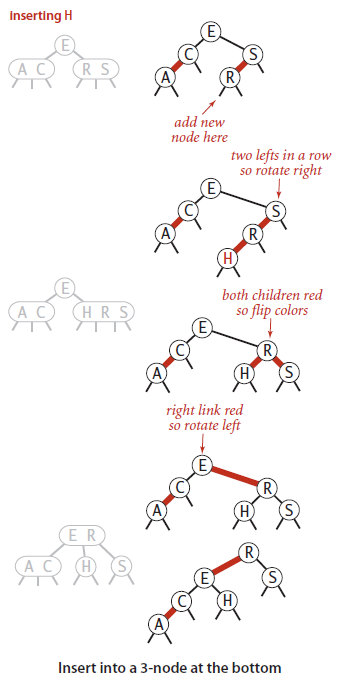 inserting H
E
A C
R S
E
C
S
A
R
add new
node here
two lefts in a row
so rotate right
E
C
S
A
R
H
E
A C
H R S
both children red
so flip colors
E
C
R
A
H
S
right link red
so rotate left
E
C
R
A
H
S
E R
A C
H
S
R
E
S
C
H
A
Insert into a 3-node at the bottom